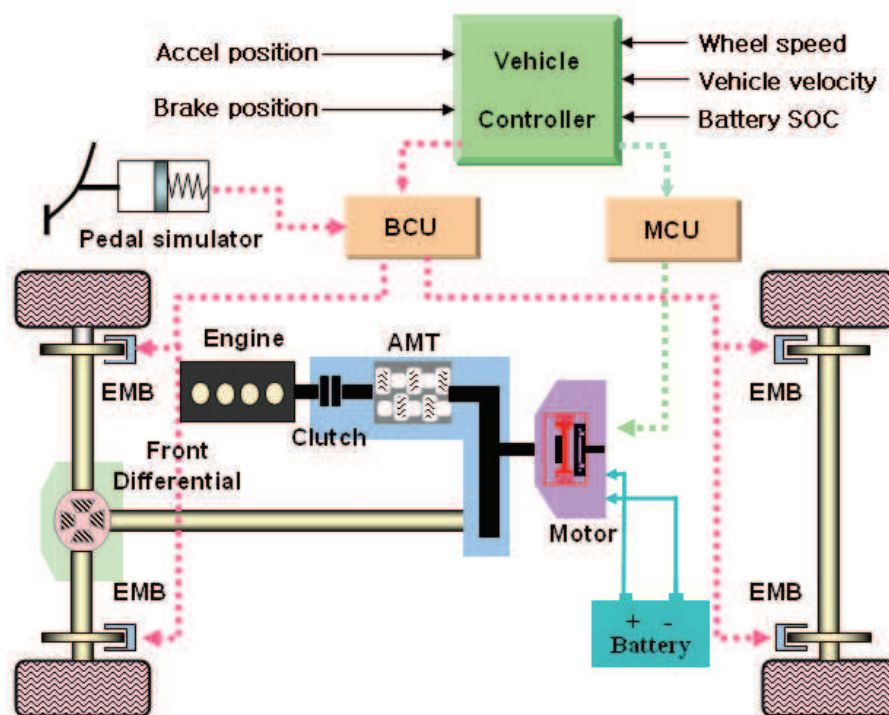 Accel position
Brake position
Vehicle
Controller
Wheel speed
Vehicle velocity
Battery SOC
Pedal simulator
BCU
MCU
Engine
AMT
EMB
EMB
Clutch
Front
Differential
Motor
EMB
EMB
+ -
Battery